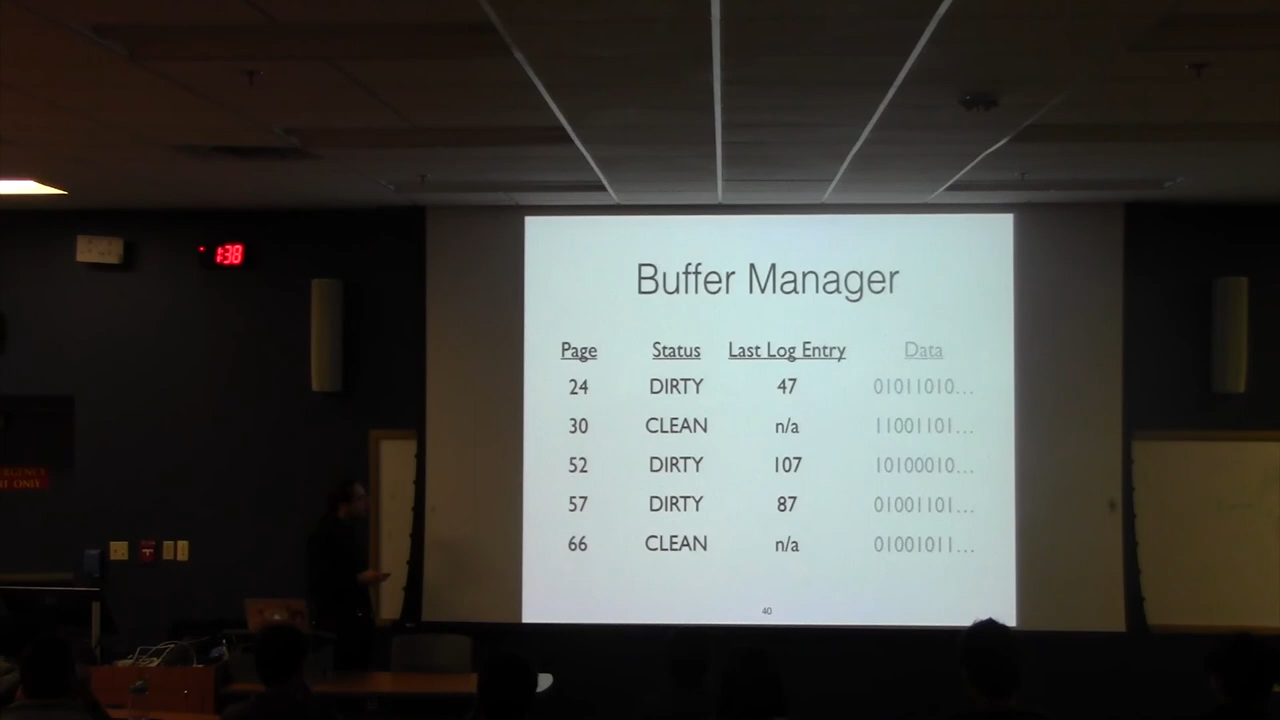 1:38
Buffer Manager
Page Status Last Log Entry Data
24 DIRTY 47 01011010...
30 CLEAN n/a 11001101...
52 DIRTY 107 10100010...
57 DIRTY 87 01001101...
66 CLEAN n/a 01001011...
40
ONLY